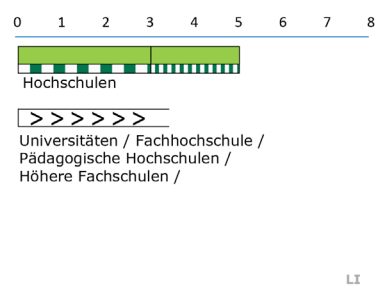 0 1 2 3 4 5 6 7 8
Hochschulen
> > > > > >
Universitäten / Fachhochschule /
Pädagogische Hochschulen /
Höhere Fachschulen /
LI